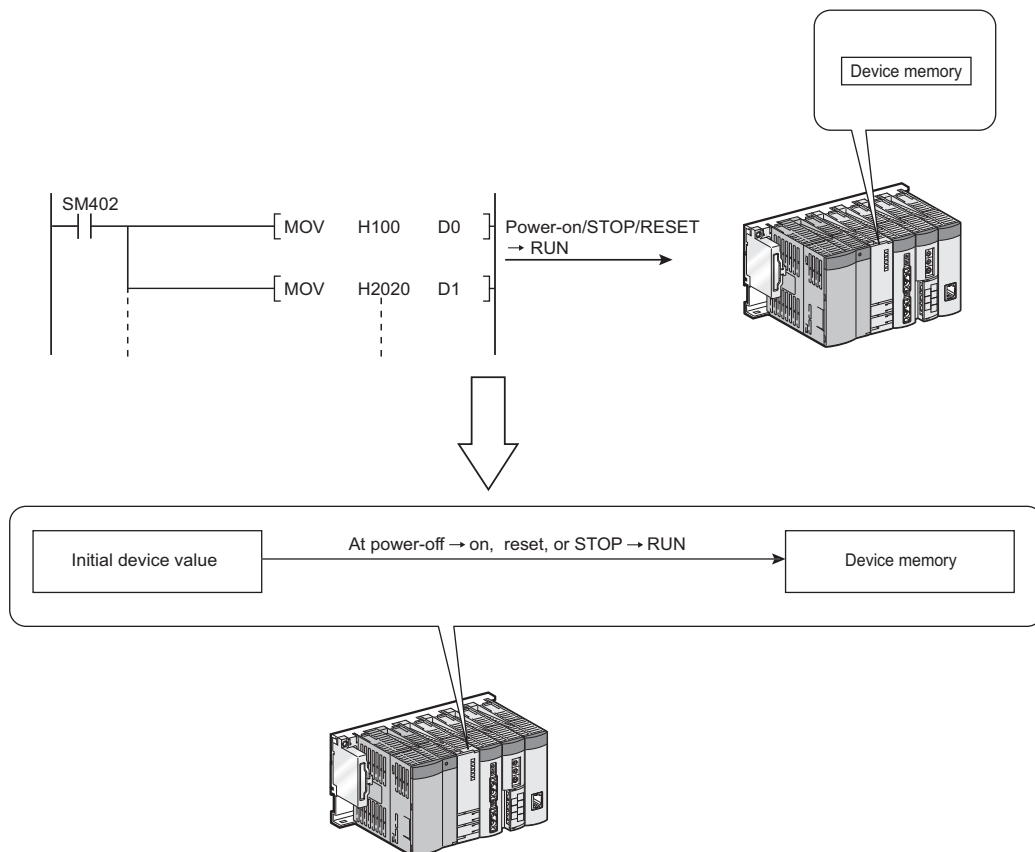 Device memory
SM402
MOV H100 D0
Power-on/STOP/RESET
→ RUN
MOV H2020 D1
Initial device value
At power-off → on, reset, or STOP → RUN
Device memory